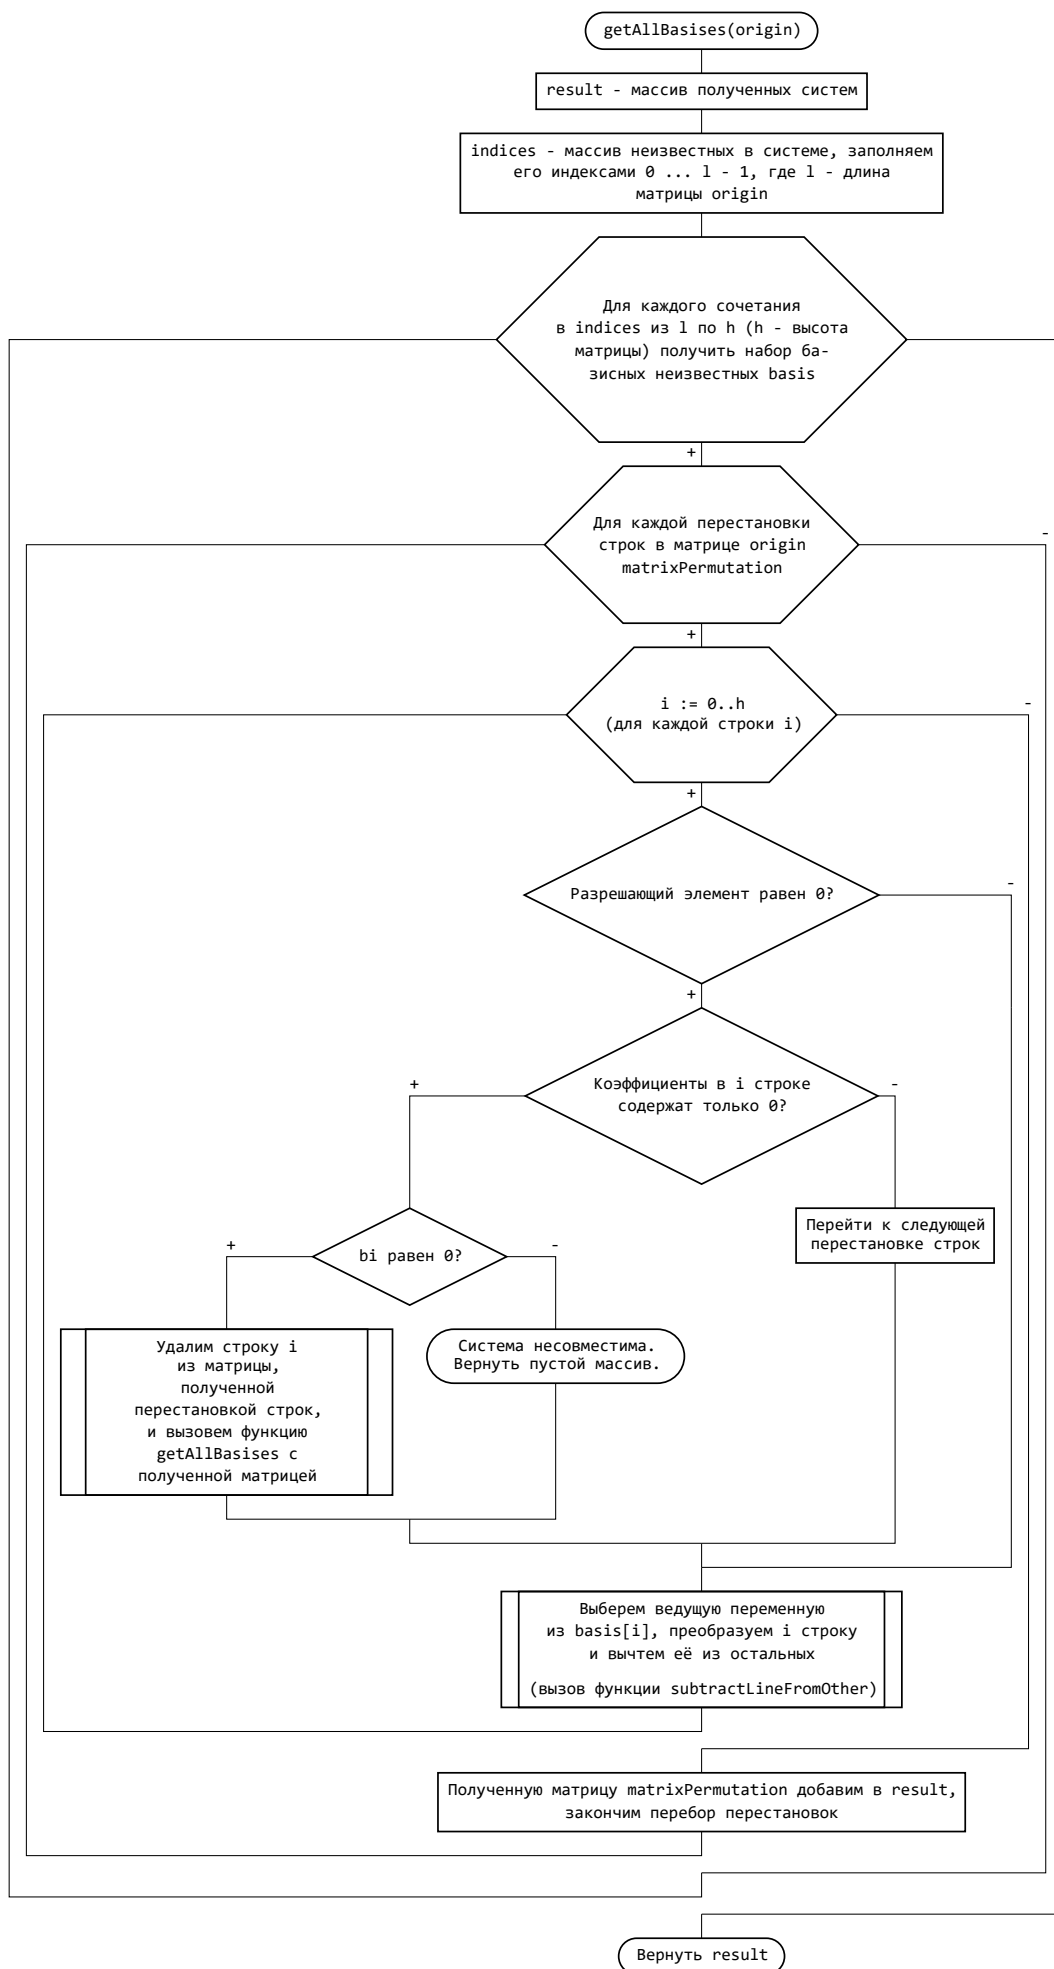 getAllBasises(origin)
result - массив полученных систем
indices - массив неизвестных в системе, заполняем
его индексами 0 ... l - 1, где l - длина
матрицы origin
Для каждого сочетания
в indices из l по h (h - высота
матрицы) получить набор ба-
зисных неизвестных basis
+
Для каждой перестановки
строк в матрице origin
matrixPermutation
-
+
i := 0..h
(для каждой строки i)
-
+
Разрешающий элемент равен 0?
-
+
Коэффициенты в i строке
содержат только 0?
+
-
Перейти к следующей
перестановке строк
bi равен 0?
+
-
Удалим строку i
из матрицы,
полученной
перестановкой строк,
и вызовем функцию
getAllBasises с
полученной матрицей
Система несовместима.
Вернуть пустой массив.
Выберем ведущую переменную
из basis[i], преобразуем i строку
и вычтем её из остальных
(вызов функции subtractLineFromOther)
Полученную матрицу matrixPermutation добавим в result,
закончим перебор перестановок
Вернуть result